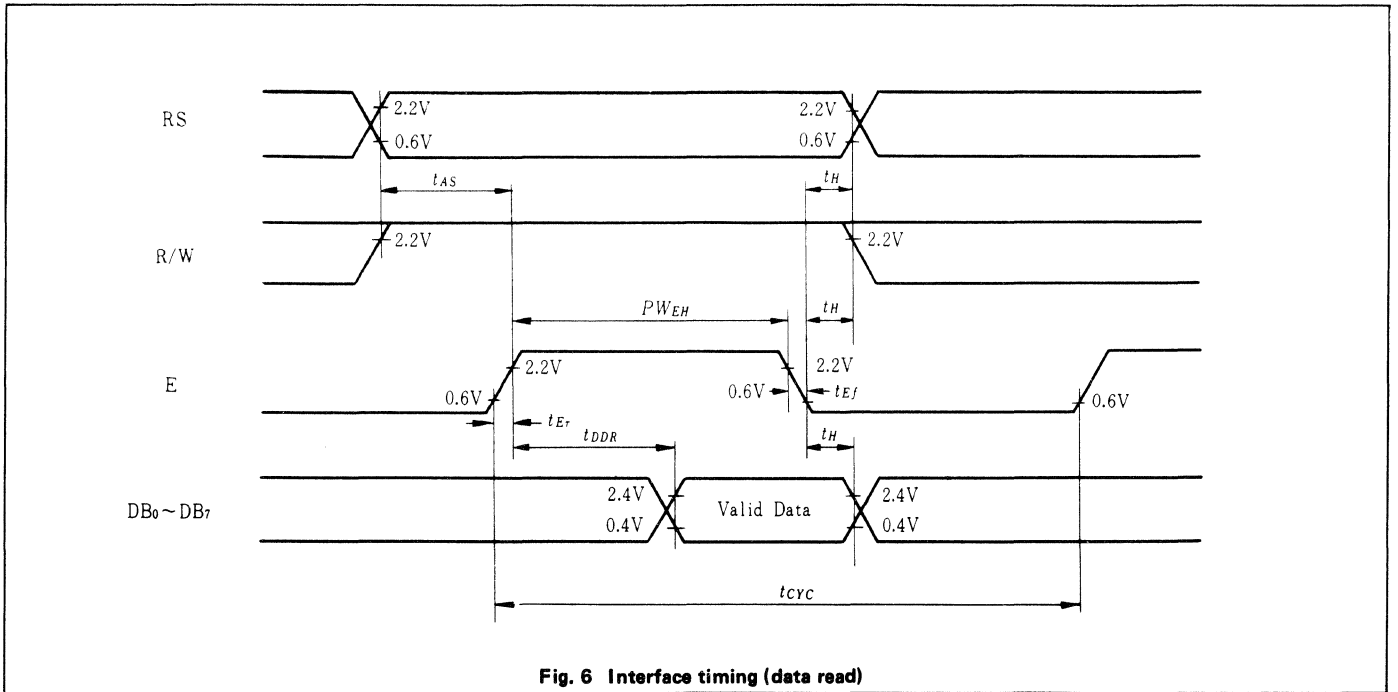 RS
2.2V
0.6V
2.2V
0.6V
tAS
tH
R/W
2.2V
2.2V
PWEH
tH
E
2.2V
0.6V
2.2V
0.6V
0.6V
tEr
tEf
tDDR
tH
DB0~DB7
2.4V
0.4V
Valid Data
2.4V
0.4V
tCYC
Fig. 6 Interface timing (data read)